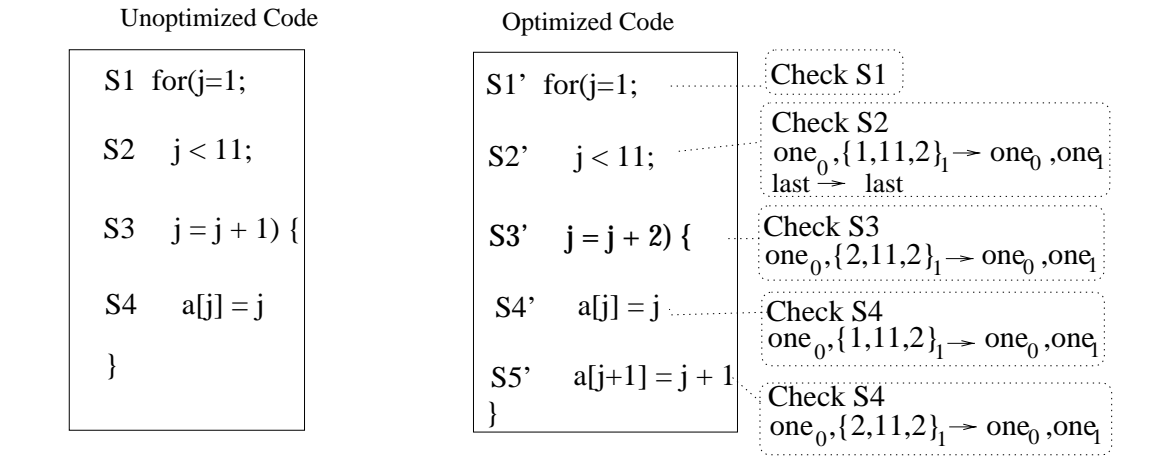 Unoptimized Code
S1 for(j=1;
S2 j < 11;
S3 j = j + 1) {
S4 a[j] = j
}
Optimized Code
S1’ for(j=1;
S2’ j < 11;
S3’ j = j + 2) {
S4’ a[j] = j
S5’ a[j+1] = j + 1
}
Check S1
Check S2
one₀,{1,11,2}₁→ one₀ ,one₁
last → last
Check S3
one₀,{2,11,2}₁→ one₀ ,one₁
Check S4
one₀,{1,11,2}₁→ one₀ ,one₁
Check S4
one₀,{2,11,2}₁→ one₀ ,one₁